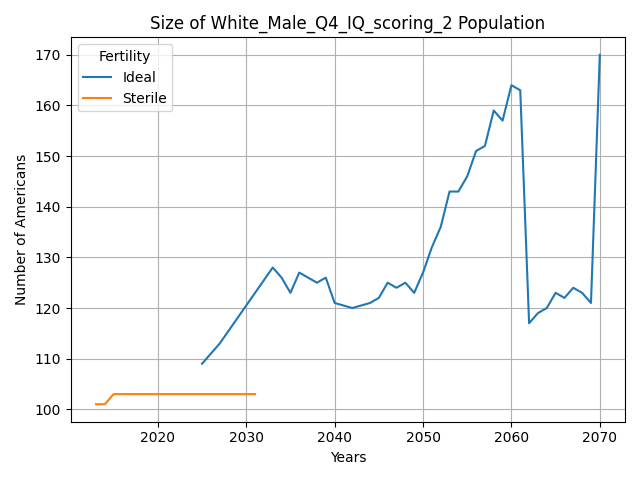 Size of White_Male_Q4_IQ_scoring_2 Population
Fertility
Ideal
Sterile
Number of Americans
170
160
150
140
130
120
110
100
2020 2030 2040 2050 2060 2070
Years